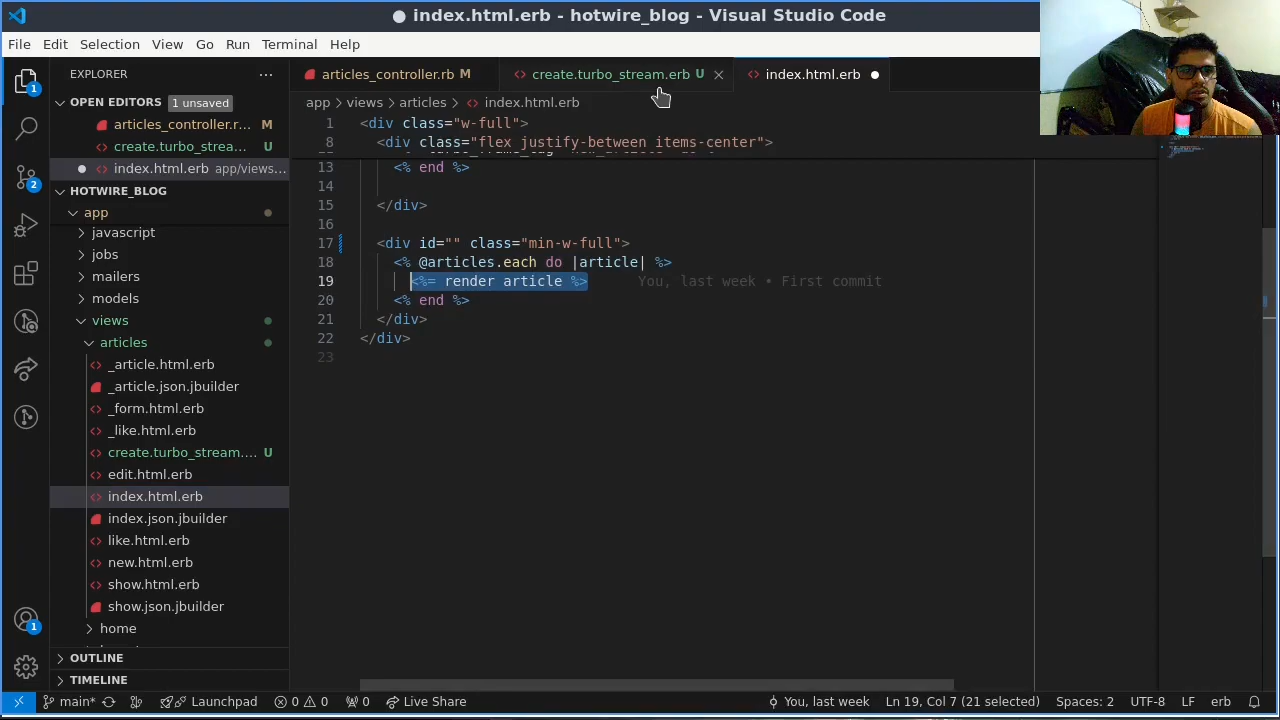 ● index.html.erb - hotwire_blog - Visual Studio Code
File Edit Selection View Go Run Terminal Help
EXPLORER
OPEN EDITORS 1 unsaved
articles_controller.r... M
create.turbo_strea... U
● index.html.erb app/views...
HOTWIRE_BLOG
app
javascript
jobs
mailers
models
views
articles
_article.html.erb
_article.json.jbuilder
_form.html.erb
_like.html.erb
create.turbo_stream.... U
edit.html.erb
index.html.erb
index.json.jbuilder
like.html.erb
new.html.erb
show.html.erb
show.json.jbuilder
home
OUTLINE
TIMELINE
1
2
1
articles_controller.rb M
create.turbo_stream.erb U
index.html.erb ●
app > views > articles > index.html.erb
1 <div class="w-full">
8 <div class="flex justify-between items-center">
13 <% end %>
14
15 </div>
16
17 <div id="" class="min-w-full">
18 <% @articles.each do |article| %>
19 <%= render article %> You, last week • First commit
20 <% end %>
21 </div>
22 </div>
23
main* Launchpad 0 0 0 Live Share You, last week Ln 19, Col 7 (21 selected) Spaces: 2 UTF-8 LF erb